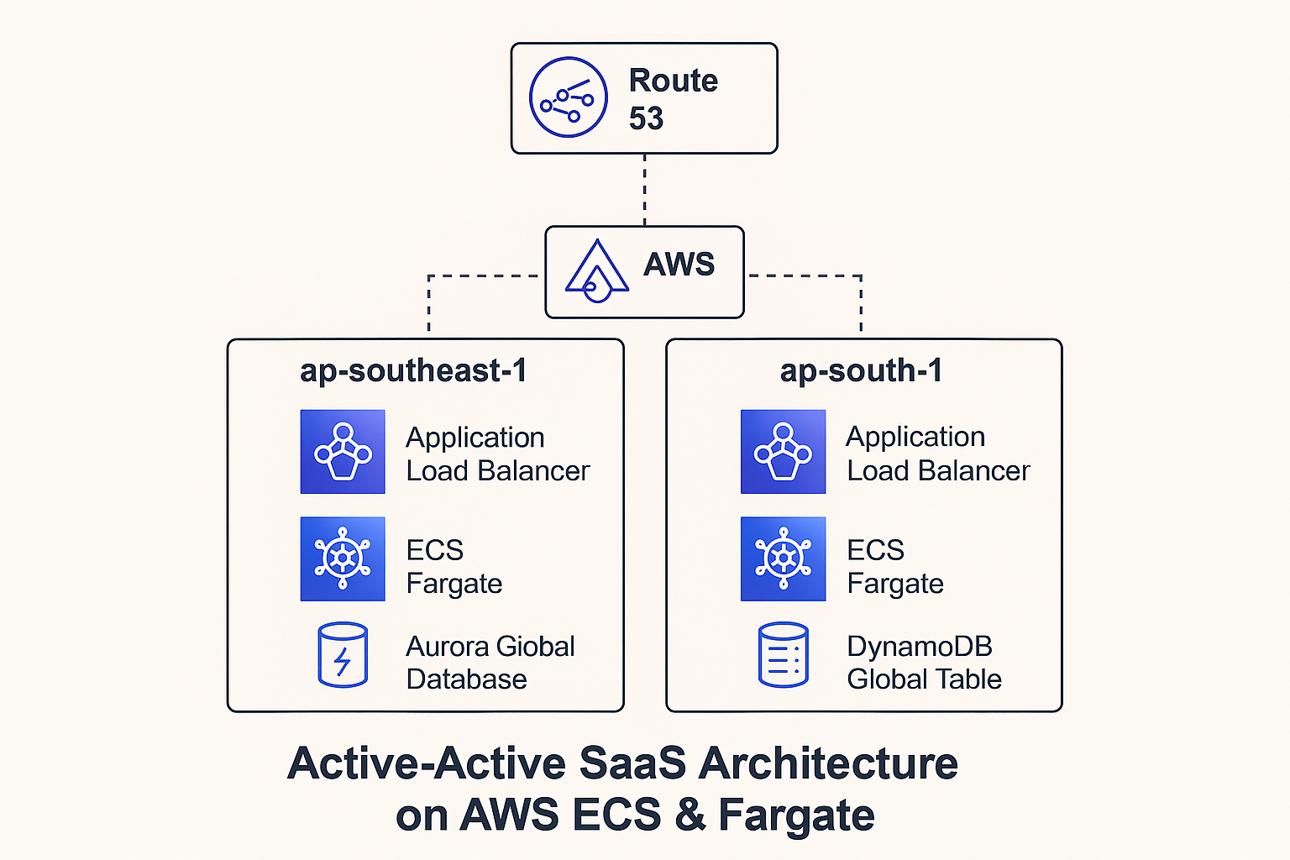 Route
53
AWS
ap-southeast-1
Application
Load Balancer
ECS
Fargate
Aurora Global
Database
ap-south-1
Application
Load Balancer
ECS
Fargate
DynamoDB
Global Table
Active-Active SaaS Architecture
on AWS ECS & Fargate